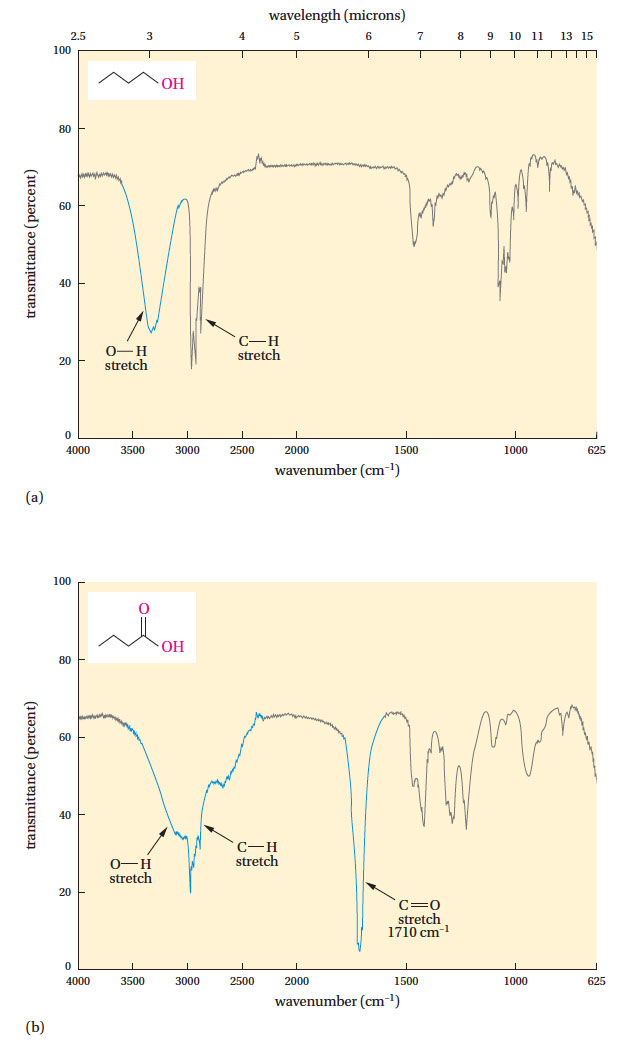 wavelength (microns)
2.5 3 4 5 6 7 8 9 10 11 13 15
100
80
60
40
20
0
transmittance (percent)
OH
O—H
stretch
C—H
stretch
4000 3500 3000 2500 2000 1500 1000 625
wavenumber (cm⁻¹)
(a)
100
80
60
40
20
0
transmittance (percent)
O
OH
O—H
stretch
C—H
stretch
C=O
stretch
1710 cm⁻¹
4000 3500 3000 2500 2000 1500 1000 625
wavenumber (cm⁻¹)
(b)